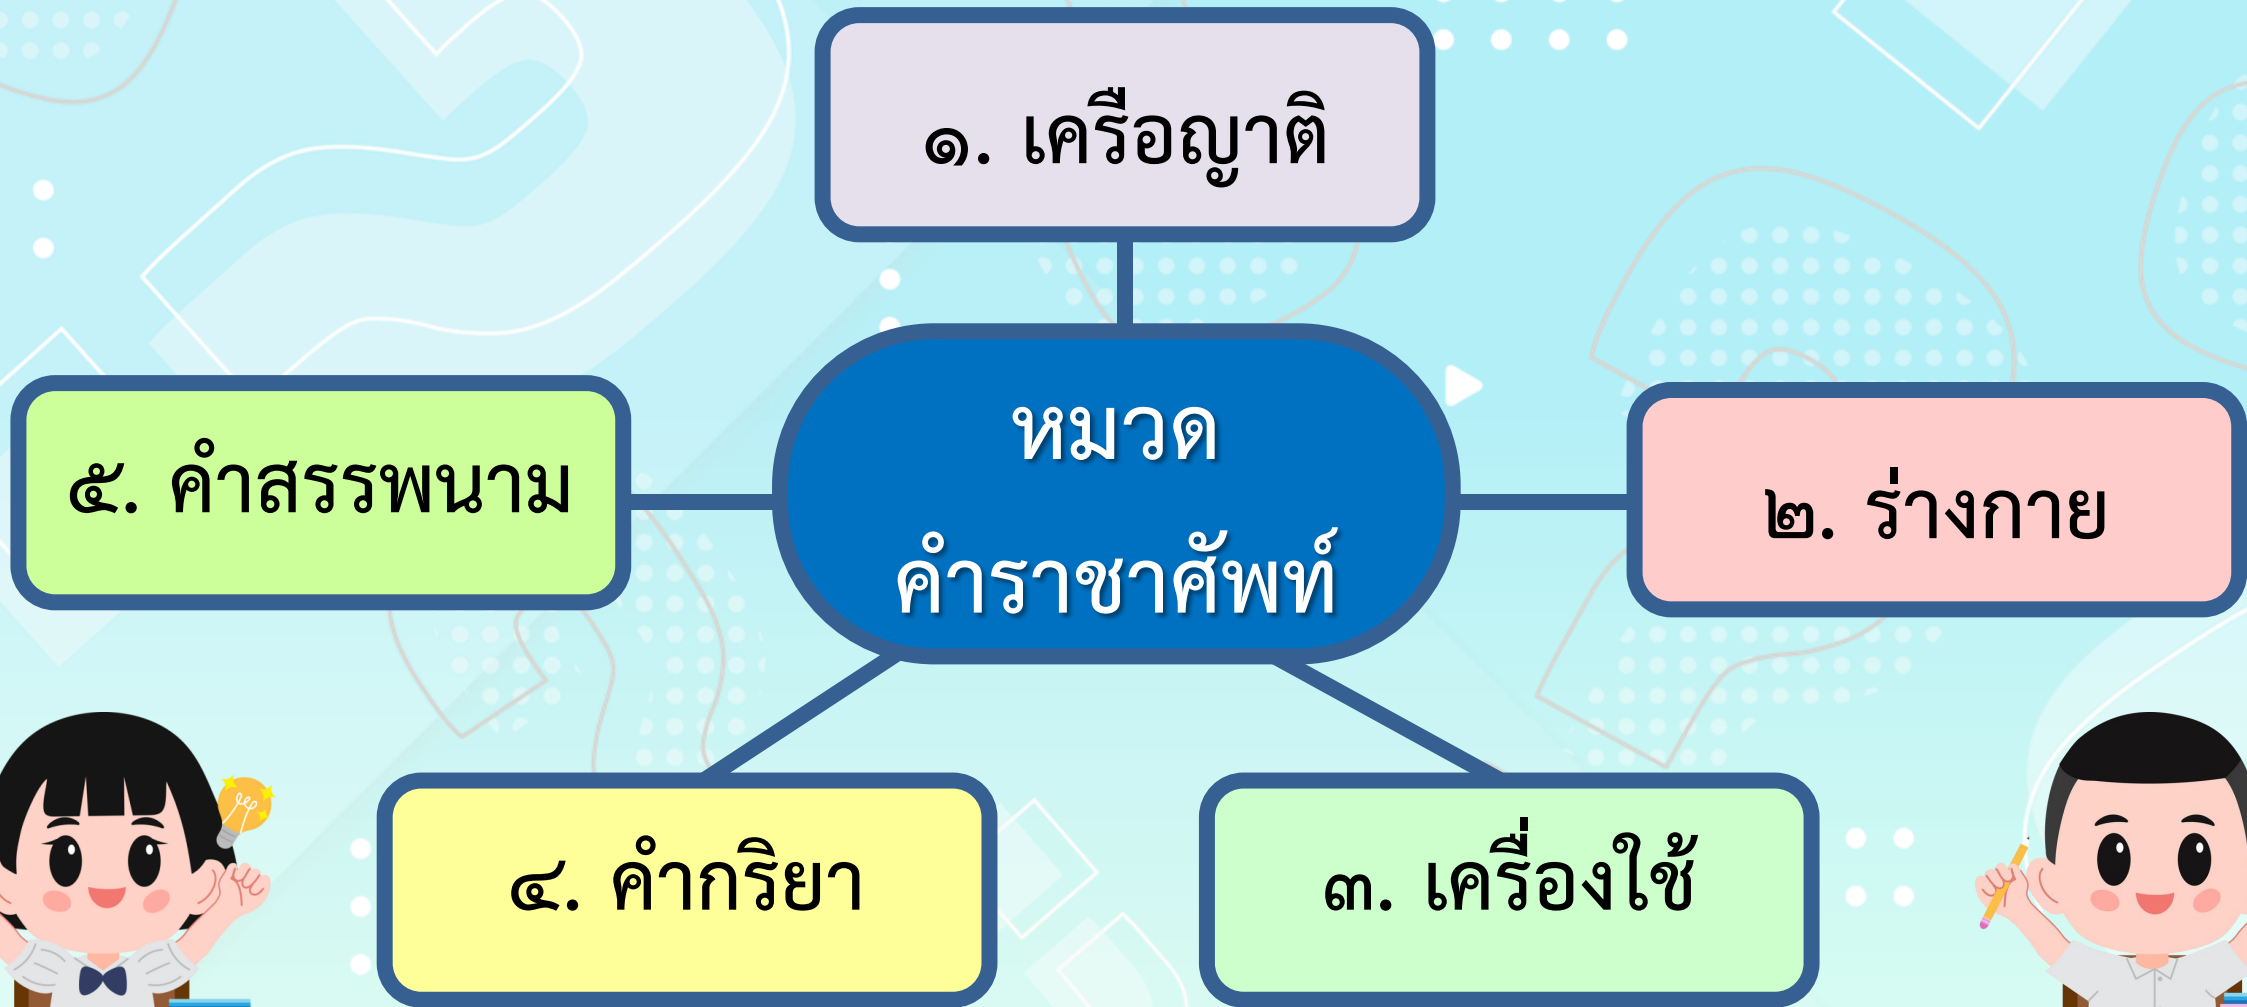 ๑. เครือญาติ
หมวด
คำราชาศัพท์
๒. ร่างกาย
๓. เครื่องใช้
๔. คำกริยา
๕. คำสรรพนาม